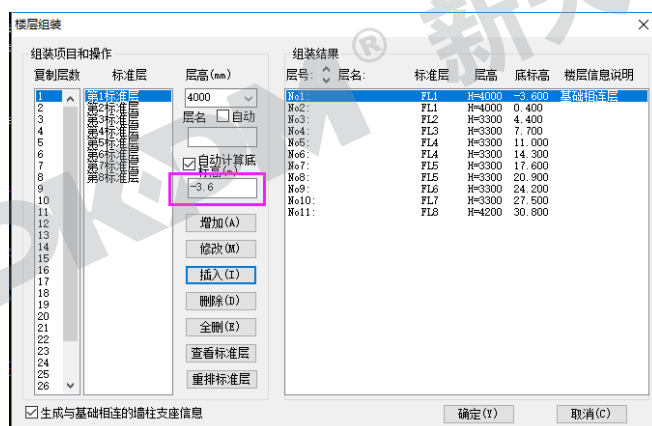 楼层组装
组装项目和操作
复制层数 标准层 层高(mm)
1
2
3
4
5
6
7
8
9
10
11
12
13
14
15
16
17
18
19
20
21
22
23
24
25
26
第1标准层
第2标准层
第3标准层
第4标准层
第5标准层
第6标准层
第7标准层
第8标准层
4000
层名 自动
自动计算底
标高(m)
-3.6
增加(A)
修改(M)
插入(I)
删除(D)
全删(E)
查看标准层
重排标准层
组装结果
层号: 层名: 标准层 层高 底标高 楼层信息说明
No1: FL1 H=4000 -3.600 基础相连层
No2: FL1 H=4000 0.400
No3: FL2 H=3300 4.400
No4: FL3 H=3300 7.700
No5: FL4 H=3300 11.000
No6: FL4 H=3300 14.300
No7: FL5 H=3300 17.600
No8: FL5 H=3300 20.900
No9: FL6 H=3300 24.200
No10: FL7 H=3300 27.500
No11: FL8 H=4200 30.800
生成与基础相连的墙柱支座信息
确定(Y) 取消(C)
PKPM® 新